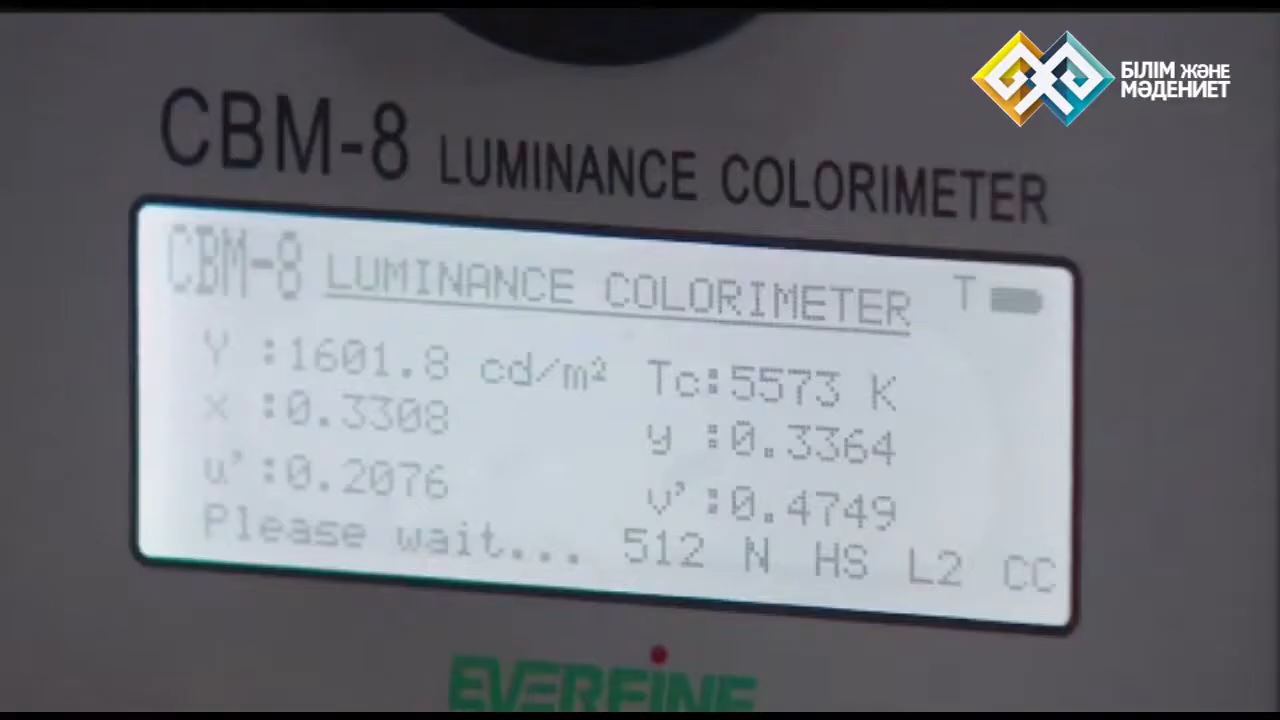 БІЛІМ ЖӘНЕ
МӘДЕНИЕТ
CBM-8 LUMINANCE COLORIMETER
CBM-8 LUMINANCE COLORIMETER T
Y :1601.8 cd/m² Tc:5573 K
x :0.3308 y :0.3364
u’:0.2076 v’:0.4749
Please wait... 512 N HS L2 CC
EVERFINE